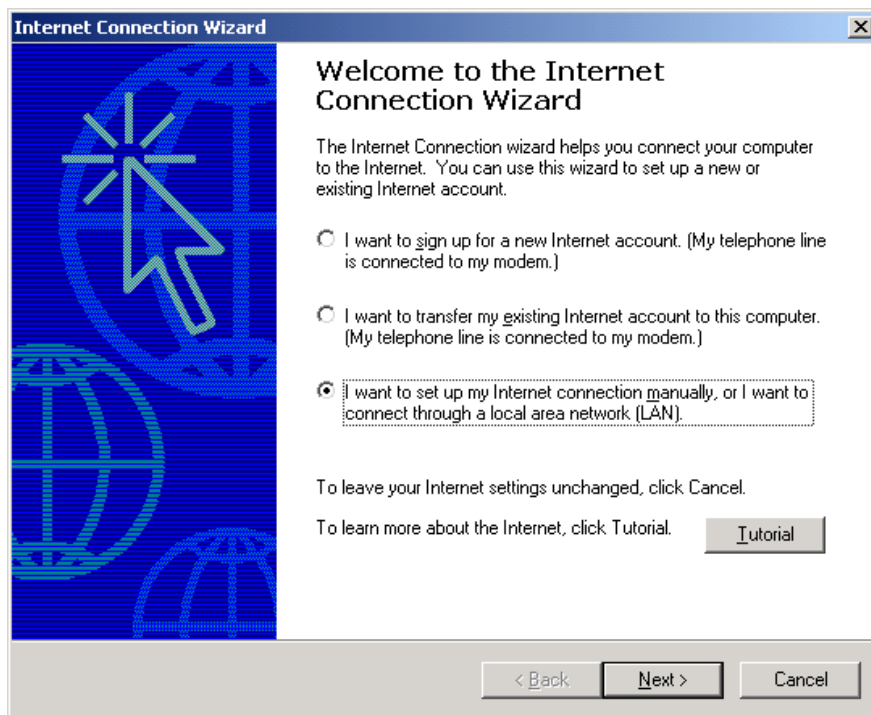 Internet Connection Wizard
Welcome to the Internet
Connection Wizard
The Internet Connection wizard helps you connect your computer
to the Internet.  You can use this wizard to set up a new or
existing Internet account.
I want to sign up for a new Internet account. (My telephone line
is connected to my modem.)
I want to transfer my existing Internet account to this computer.
(My telephone line is connected to my modem.)
I want to set up my Internet connection manually, or I want to
connect through a local area network (LAN).
To leave your Internet settings unchanged, click Cancel.
To learn more about the Internet, click Tutorial.
Tutorial
< Back
Next >
Cancel